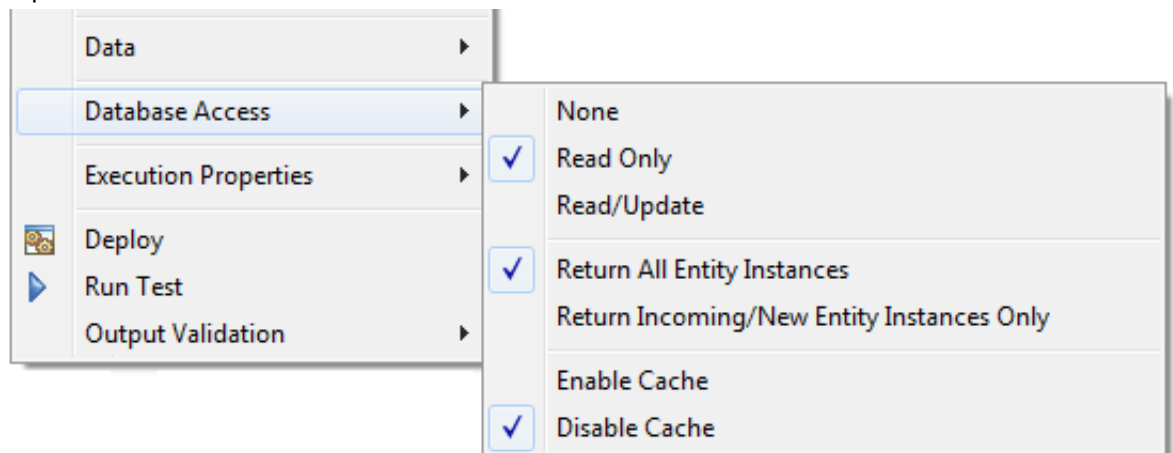 Data
Database Access
Execution Properties
Deploy
Run Test
Output Validation
None
Read Only
Read/Update
Return All Entity Instances
Return Incoming/New Entity Instances Only
Enable Cache
Disable Cache